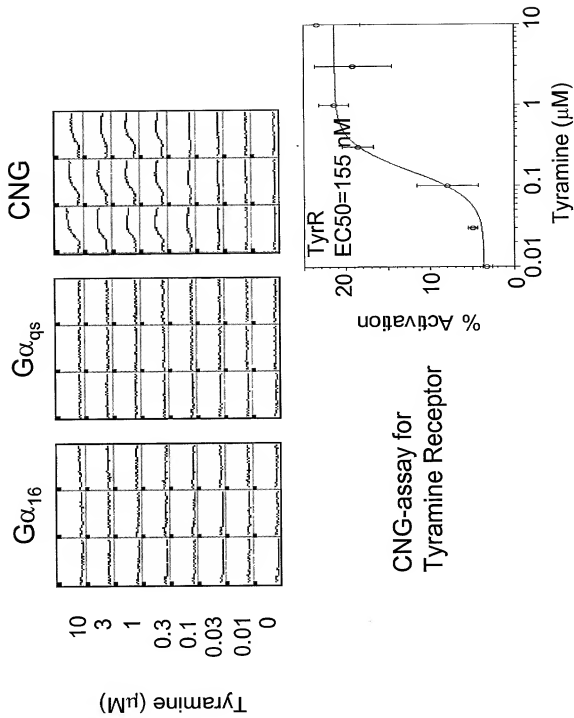 Gα16
Gαqs
CNG
Tyramine (μM)
10
3
1
0.3
0.1
0.03
0.01
0
CNG-assay for
Tyramine Receptor
TyrR
EC50=155 nM
% Activation
20
10
0
0.01
0.1
1
10
Tyramine (μM)